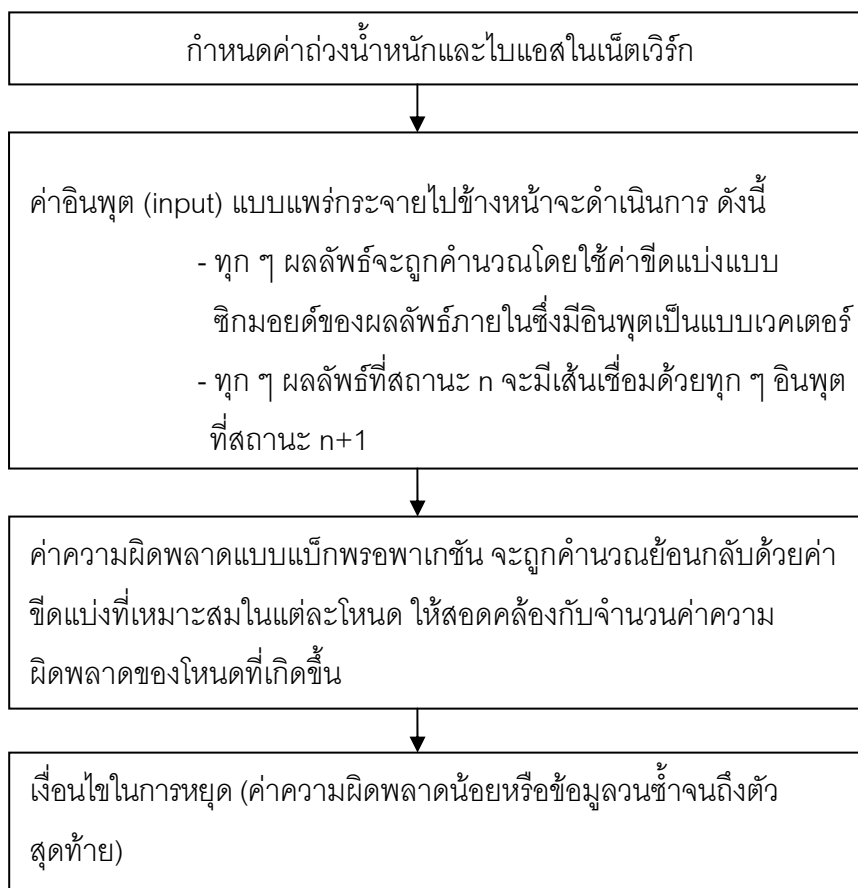 กำหนดค่าถ่วงน้ำหนักและไบแอสในเน็ตเวิร์ก
ค่าอินพุต (input) แบบแพร่กระจายไปข้างหน้าจะดำเนินการ ดังนี้
- ทุก ๆ ผลลัพธ์จะถูกคำนวณโดยใช้ค่าขีดแบ่งแบบ
ซิกมอยด์ของผลลัพธ์ภายในซึ่งมีอินพุตเป็นแบบเวคเตอร์
- ทุก ๆ ผลลัพธ์ที่สถานะ n จะมีเส้นเชื่อมด้วยทุก ๆ อินพุต
ที่สถานะ n+1
ค่าความผิดพลาดแบบแบ็กพรอพาเกชัน จะถูกคำนวณย้อนกลับด้วยค่า
ขีดแบ่งที่เหมาะสมในแต่ละโหนด ให้สอดคล้องกับจำนวนค่าความ
ผิดพลาดของโหนดที่เกิดขึ้น
เงื่อนไขในการหยุด (ค่าความผิดพลาดน้อยหรือข้อมูลวนซ้ำจนถึงตัว
สุดท้าย)